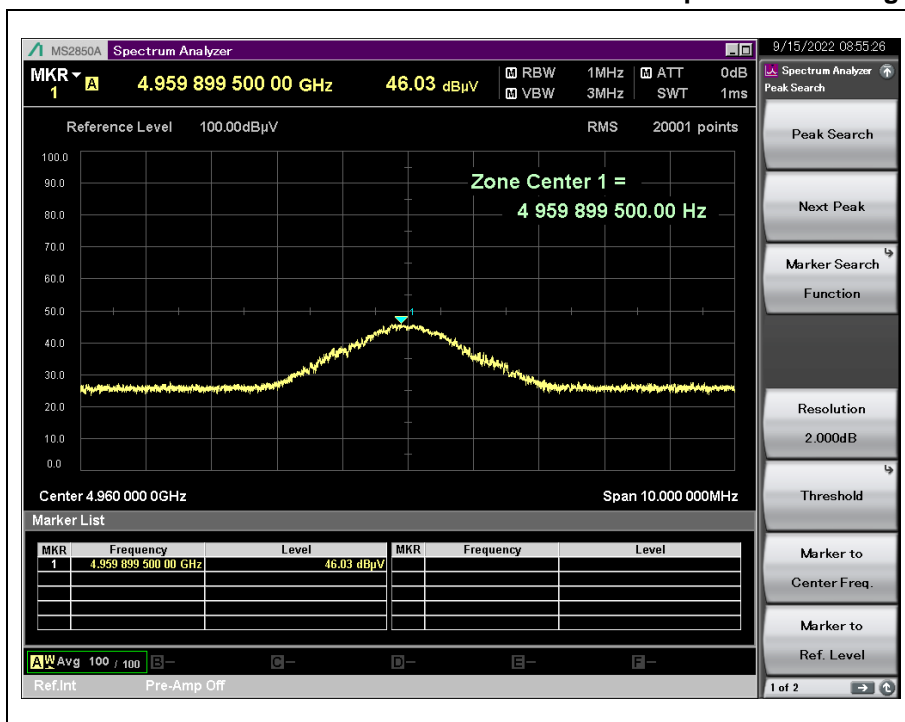 MS2850A Spectrum Analyzer
9/15/2022 08:55:26
MKR 1 A 4.959 899 500 00 GHz 46.03 dBµV
M RBW 1MHz M ATT 0dB
M VBW 3MHz SWT 1ms
Spectrum Analyzer
Peak Search
Reference Level 100.00dBµV RMS 20001 points
Peak Search
100.0
90.0
80.0
70.0
60.0
50.0
40.0
30.0
20.0
10.0
0.0
Zone Center 1 =
4 959 899 500.00 Hz
1
Next Peak
Marker Search
Function
Resolution
2.000dB
Center 4.960 000 0GHz Span 10.000 000MHz
Threshold
Marker List
MKR Frequency Level MKR Frequency Level
1 4.959 899 500 00 GHz 46.03 dBµV
Marker to
Center Freq.
Marker to
Ref. Level
A W Avg 100 / 100 B- C- D- E- F-
Ref.Int Pre-Amp Off
1 of 2